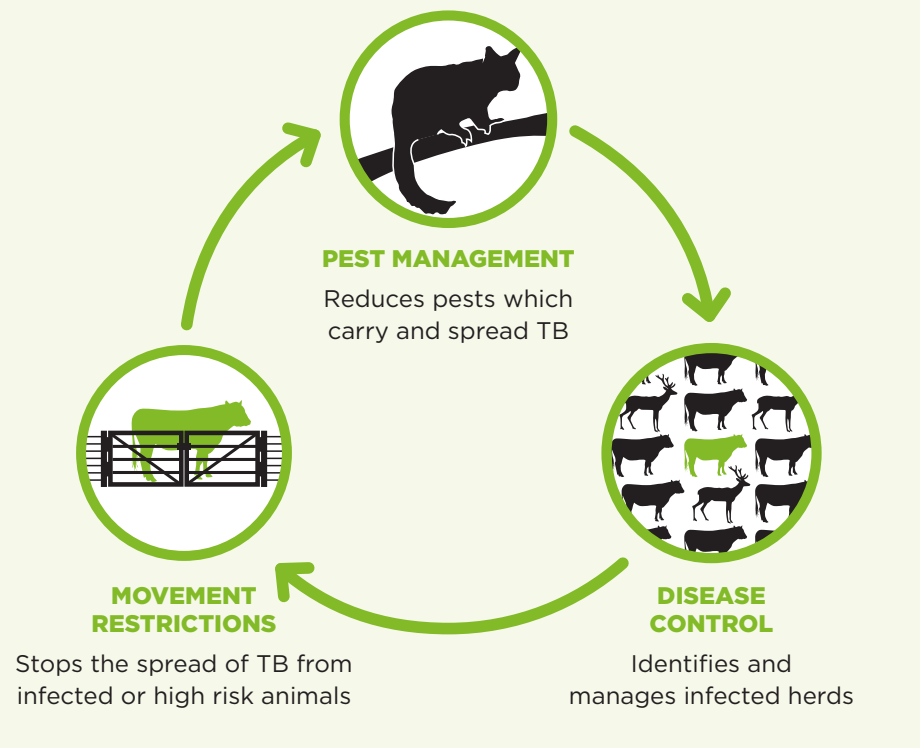 PEST MANAGEMENT
Reduces pests which
carry and spread TB
MOVEMENT
RESTRICTIONS
Stops the spread of TB from
infected or high risk animals
DISEASE
CONTROL
Identifies and
manages infected herds